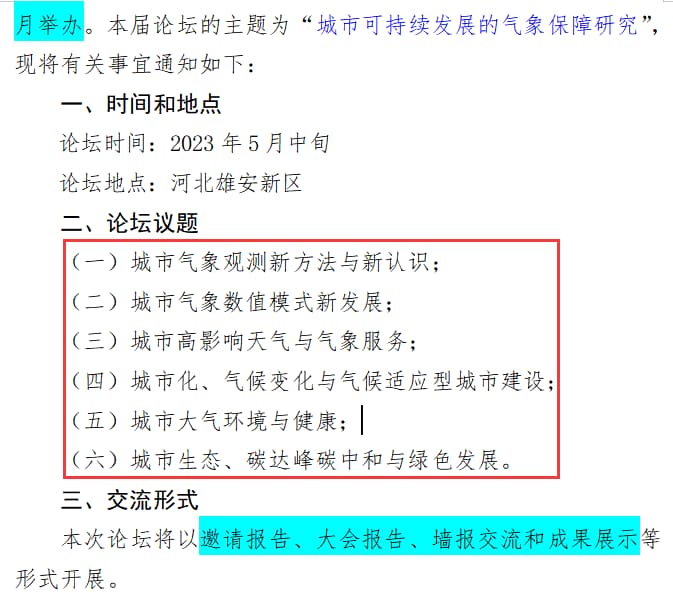 月举办。本届论坛的主题为“城市可持续发展的气象保障研究”，
现将有关事宜通知如下：
一、时间和地点
论坛时间：2023 年 5 月中旬
论坛地点：河北雄安新区
二、论坛议题
（一）城市气象观测新方法与新认识；
（二）城市气象数值模式新发展；
（三）城市高影响天气与气象服务；
（四）城市化、气候变化与气候适应型城市建设；
（五）城市大气环境与健康；
（六）城市生态、碳达峰碳中和与绿色发展。
三、交流形式
本次论坛将以邀请报告、大会报告、墙报交流和成果展示等
形式开展。